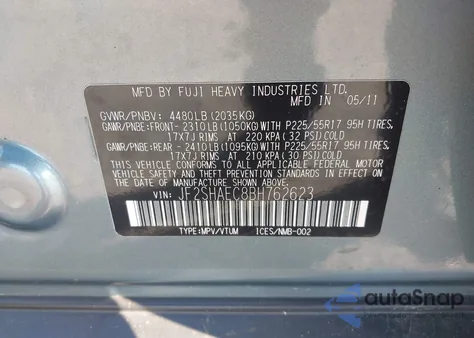 MFD BY FUJI HEAVY INDUSTRIES LTD.
MFD IN 05/11
GVWR/PNBV: 4480LB(2035KG)
GAWR/PNBE:FRONT- 2310LB(1050KG)WITH P225/55R17 95H TIRES,
17X7J RIMS AT 220 KPA(32 PSI)COLD
GAWR/PNBE:REAR - 2410LB(1095KG)WITH P225/55R17 95H TIRES,
17X7J RIMS AT 210 KPA(30 PSI)COLD
THIS VEHICLE CONFORMS TO ALL APPLICABLE FEDERAL MOTOR
VEHICLE SAFETY, BUMPER, AND THEFT PREVENTION STANDARDS
IN EFFECT ON THE DATE OF MANUFACTURE SHOWN ABOVE.
VIN: JF2SHAEC8BH762623
TYPE:MPV/VTUM ICES/NMB-002
autoSnap
Powered by CarsFromWest